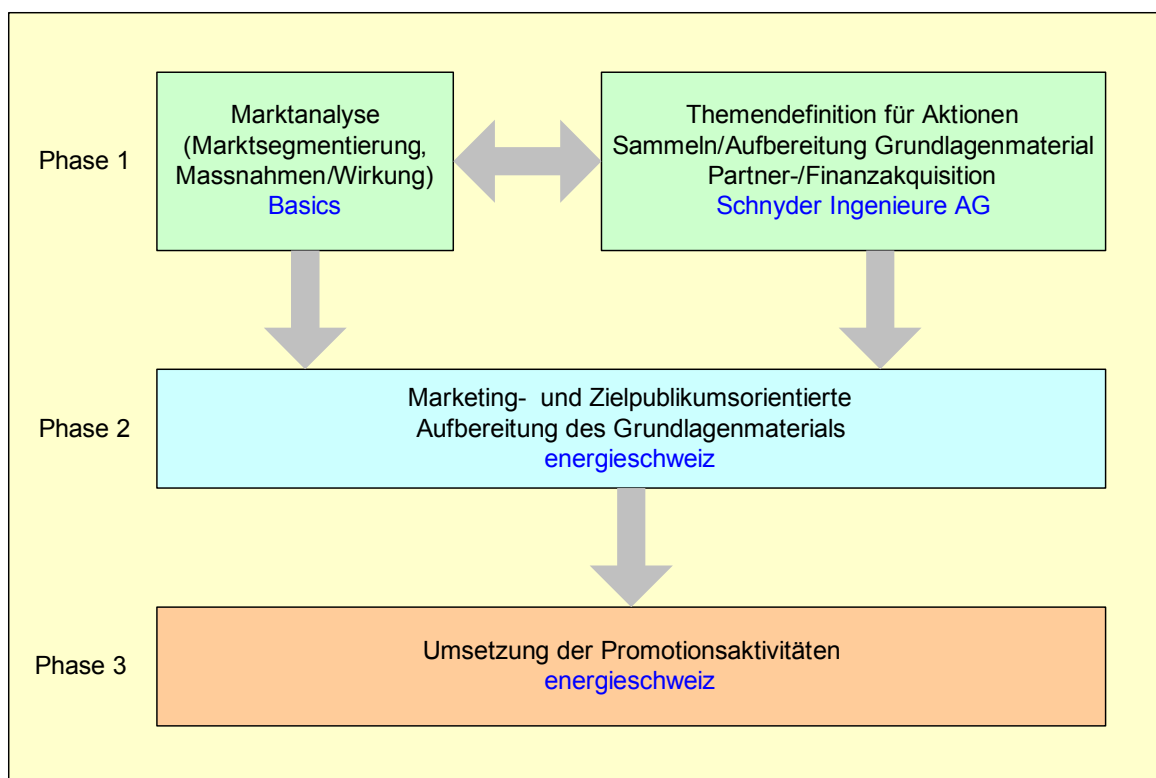 Phase 1
Marktanalyse
(Marktsegmentierung,
Massnahmen/Wirkung)
Basics
Themendefinition für Aktionen
Sammeln/Aufbereitung Grundlagenmaterial
Partner-/Finanzakquisition
Schnyder Ingenieure AG
Phase 2
Marketing- und Zielpublikumsorientierte
Aufbereitung des Grundlagenmaterials
energieschweiz
Phase 3
Umsetzung der Promotionsaktivitäten
energieschweiz